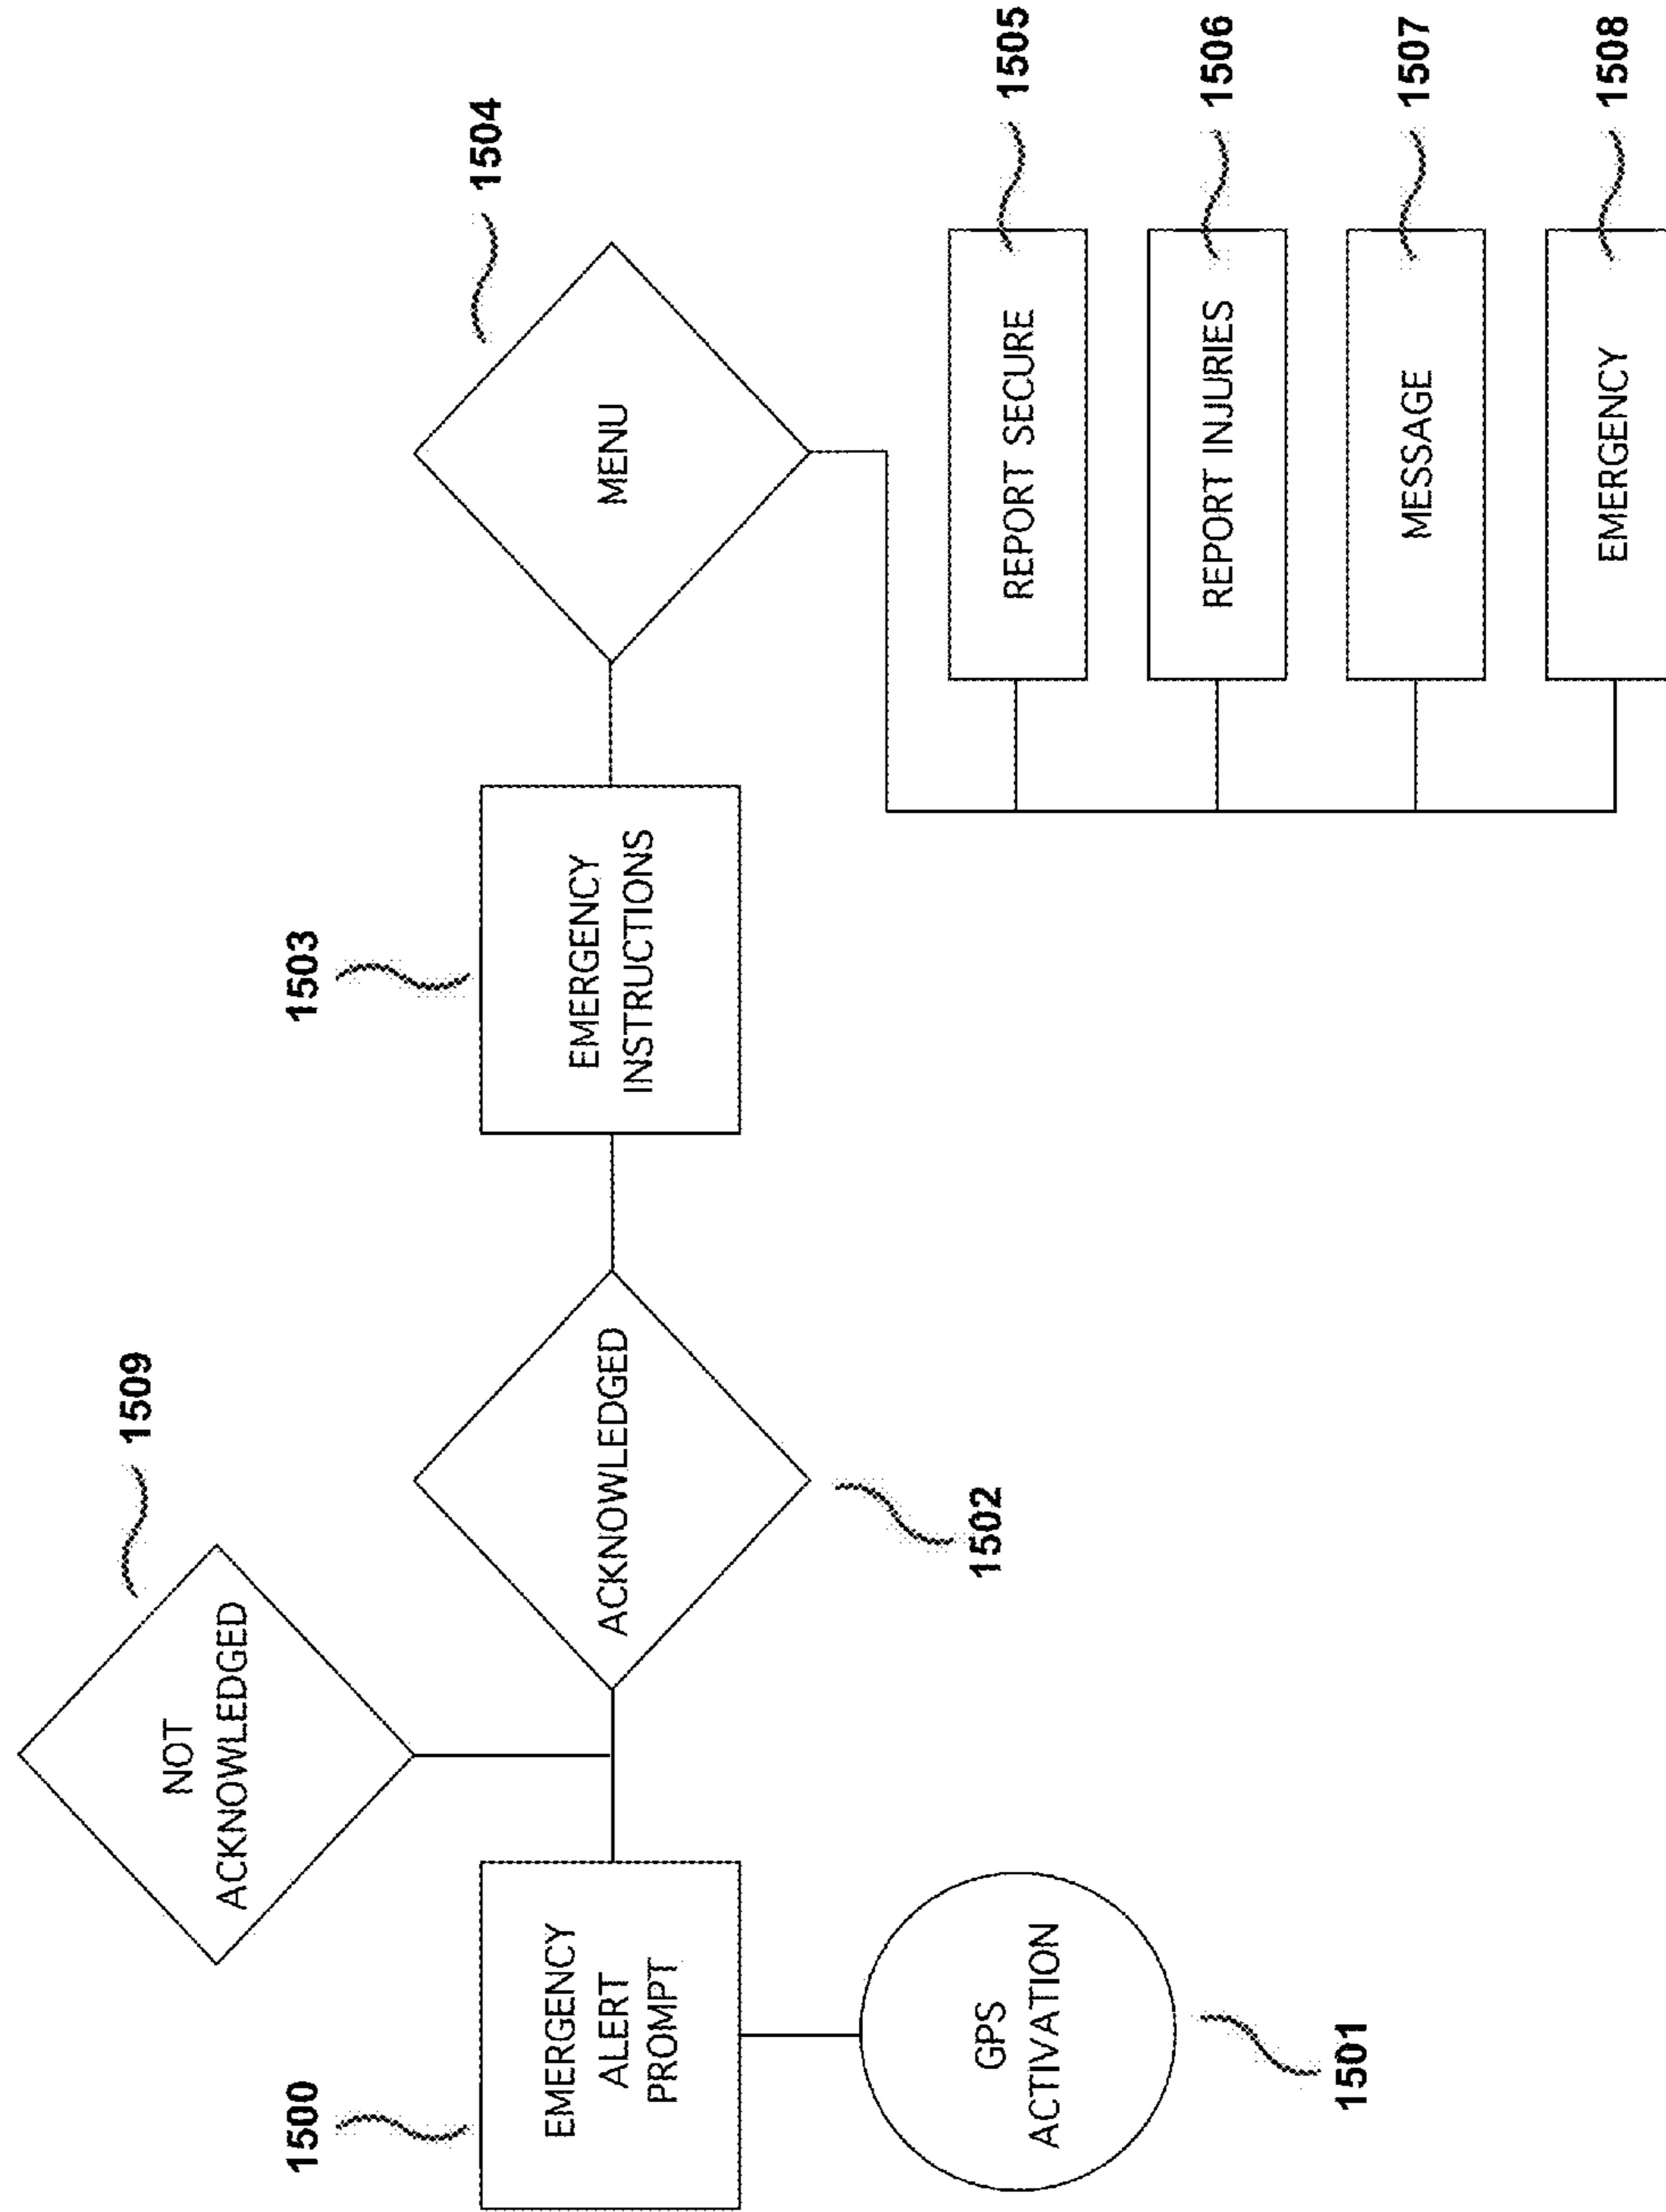 1500
EMERGENCY
ALERT
PROMPT
GPS
ACTIVATION
1501
NOT
ACKNOWLEDGED
1509
ACKNOWLEDGED
1502
1503
EMERGENCY
INSTRUCTIONS
MENU
1504
REPORT SECURE
1505
REPORT INJURIES
1506
MESSAGE
1507
EMERGENCY
1508